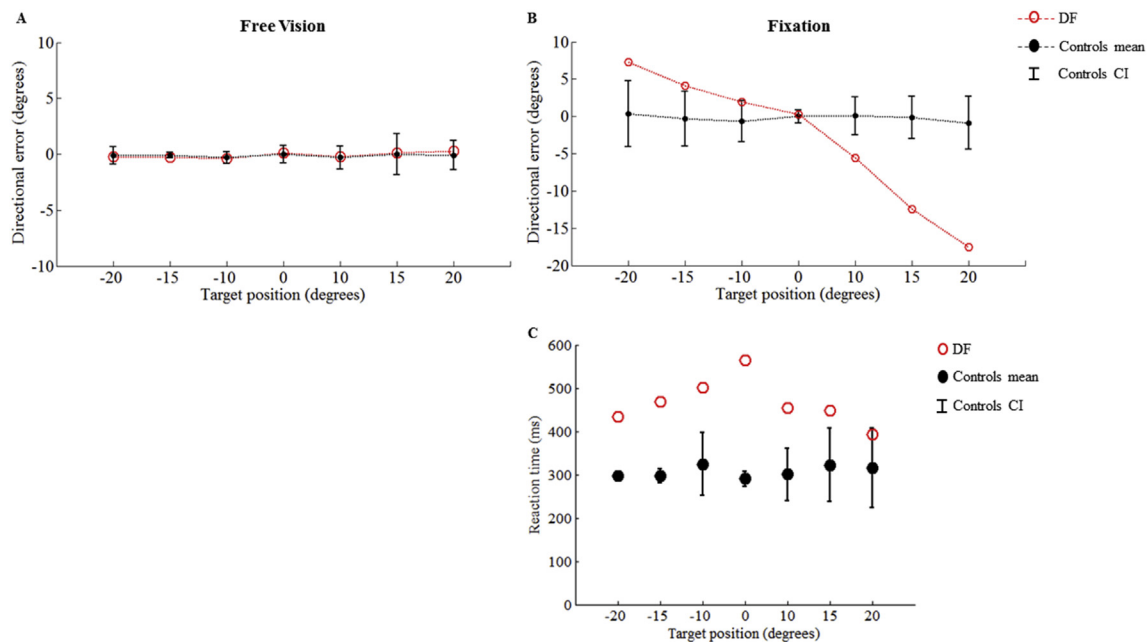 A
Free Vision
Directional error (degrees)
10
5
0
-5
-10
-20 -15 -10 0 10 15 20
Target position (degrees)
B
Fixation
Directional error (degrees)
10
5
0
-5
-10
-15
-20
-20 -15 -10 0 10 15 20
Target position (degrees)
DF
Controls mean
Controls CI
C
Reaction time (ms)
600
500
400
300
200
100
0
-20 -15 -10 0 10 15 20
Target position (degrees)
DF
Controls mean
Controls CI